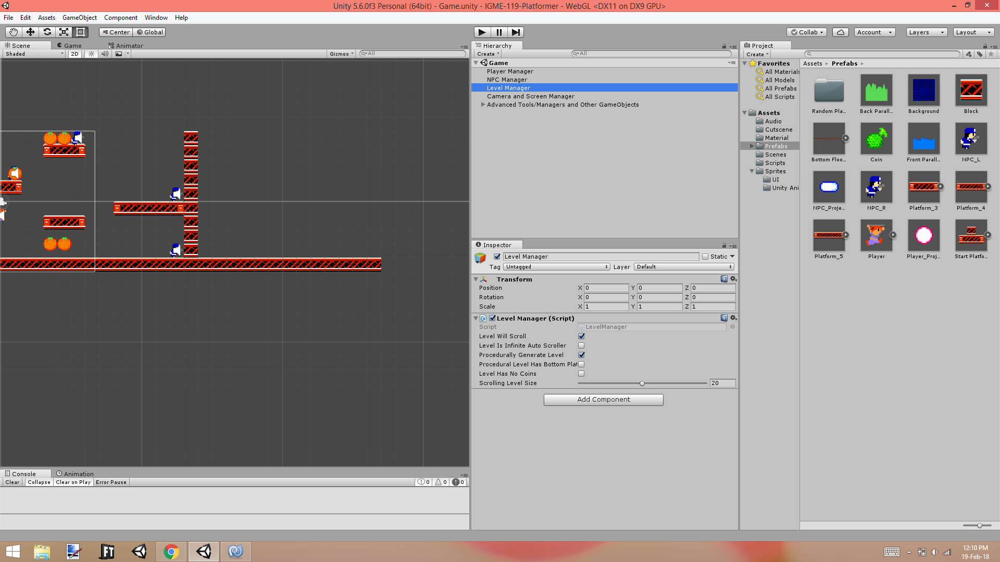 Unity 5.6.0f3 Personal (64bit) - Game.unity - IGME-119-Platformer - WebGL <DX11 on DX9 GPU>
File Edit Assets GameObject Component Window Help
Center Global
Collab Account Layers Layout
Scene Game Animator
Shaded 2D Gizmos All
Hierarchy
Create All
Game
Player Manager
NPC Manager
Level Manager
Camera and Screen Manager
Advanced Tools/Managers and Other GameObjects
Inspector
Level Manager Static
Tag Untagged Layer Default
Transform
Position X 0 Y 0 Z 0
Rotation X 0 Y 0 Z 0
Scale X 1 Y 1 Z 1
Level Manager (Script)
Script LevelManager
Level Will Scroll
Level Is Infinite Auto Scroller
Procedurally Generate Level
Procedural Level Has Bottom Plat
Level Has No Coins
Scrolling Level Size 20
Add Component
Project
Create
Favorites
All Materials
All Models
All Prefabs
All Scripts
Assets
Audio
Cutscene
Material
Prefabs
Scenes
Scripts
Sprites
UI
Unity Ani
Assets Prefabs
Random Pla... Back Parall... Background Block
Bottom Floo... Coin Front Parall... NPC_L
NPC_Proje... NPC_R Platform_3 Platform_4
Platform_5 Player Player_Proj... Start Platfo...
Console Animation
Clear Collapse Clear on Play Error Pause 0 0 0
FT
12:10 PM
19-Feb-18